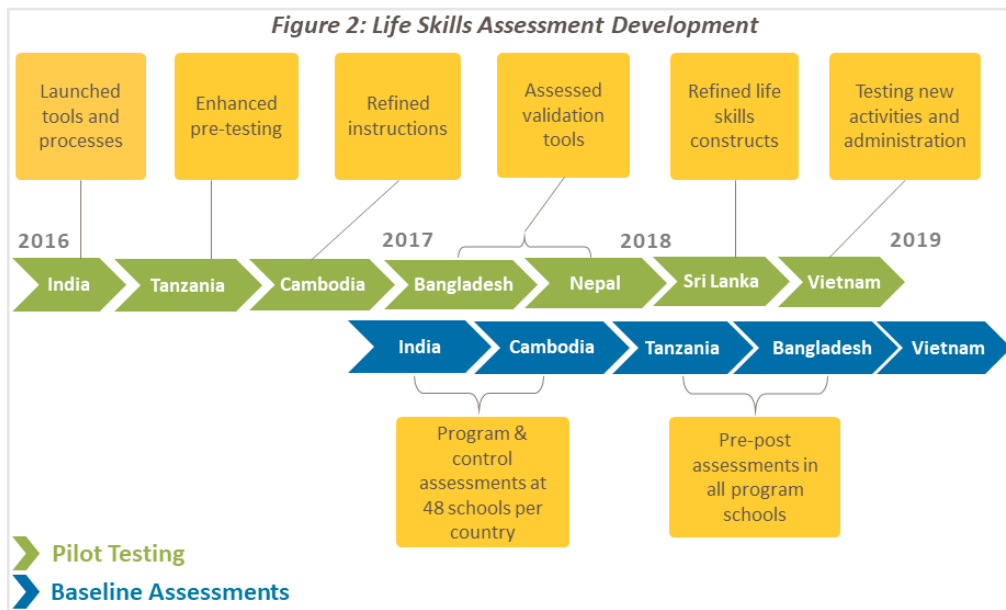 Figure 2: Life Skills Assessment Development
Launched
tools and
processes
Enhanced
pre-testing
Refined
instructions
Assessed
validation
tools
Refined life
skills
constructs
Testing new
activities and
administration
2016
2017
2018
2019
India
Tanzania
Cambodia
Bangladesh
Nepal
Sri Lanka
Vietnam
India
Cambodia
Tanzania
Bangladesh
Vietnam
Program &
control
assessments at
48 schools per
country
Pre-post
assessments in
all program
schools
Pilot Testing
Baseline Assessments